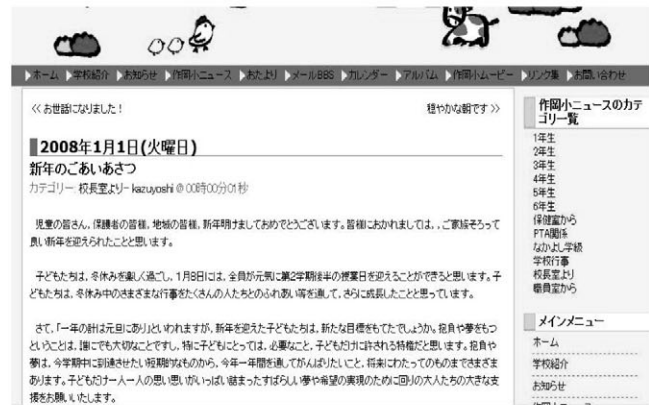 ホーム 学校紹介 お知らせ 作岡小ニュース おたより メールBBS カレンダー アルバム 作岡小ムービー リンク集 お問い合わせ
<< お世話になりました！
穏やかな朝です >>
2008年1月1日(火曜日)
新年のごあいあさつ
カテゴリー: 校長室より- kazuyoshi @ 00時00分01秒
児童の皆さん、保護者の皆様、地域の皆様、新年明けましておめでとうございます。皆様におかれましては、、ご家族そろって
良い新年を迎えられたことと思います。
子どもたちは、冬休みを楽しく過ごし、1月8日には、全員が元気に第2学期後半の授業日を迎えることができると思います。子
どもたちは、冬休み中のさまざまな行事をたくさんの人たちとのふれあい等を通して、さらに成長したことと思っています。
さて、「一年の計は元旦にあり」といわれますが、新年を迎えた子どもたちは、新たな目標をもてたでしょうか。抱負や夢をもつ
ということは、誰にでも大切なことですし、特に子どもにとっては、必要なこと、子どもだけに許される特権だと思います。抱負や
夢は、今学期中に到達させたい短期的なものから、今年一年間を通してがんばりたいこと、将来にわたってのものまでさまざま
あります。子どもたち一人一人の思い思いがいっぱい詰まったすばらしい夢や希望の実現のために回りの大人たちの大きな支
援をお願いいたします。
作岡小ニュースのカテ
ゴリ一覧
1年生
2年生
3年生
4年生
5年生
6年生
保健室から
PTA関係
なかよし学級
学校行事
校長室より
職員室から
メインメニュー
ホーム
学校紹介
お知らせ